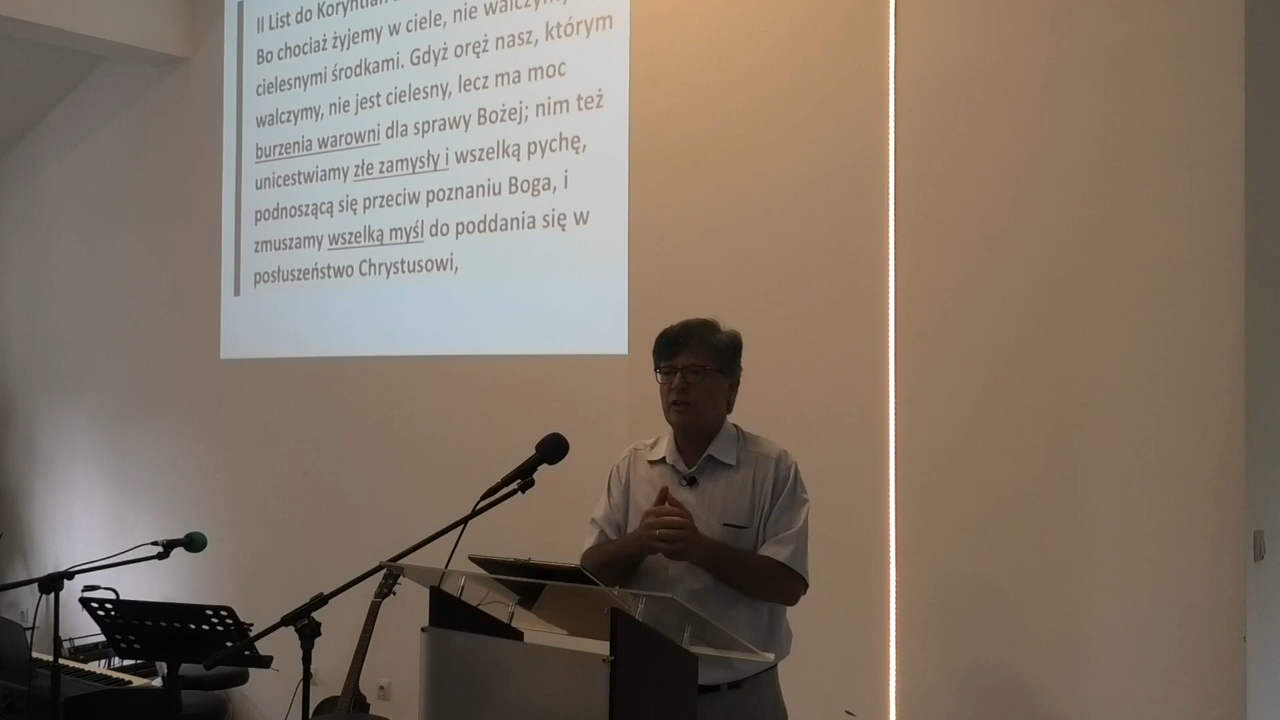 II List do Koryntian
Bo chociaż żyjemy w ciele, nie walczymy
cielesnymi środkami. Gdyż oręż nasz, którym
walczymy, nie jest cielesny, lecz ma moc
burzenia warowni dla sprawy Bożej; nim też
unicestwiamy złe zamysły i wszelką pychę,
podnoszącą się przeciw poznaniu Boga, i
zmuszamy wszelką myśl do poddania się w
posłuszeństwo Chrystusowi,